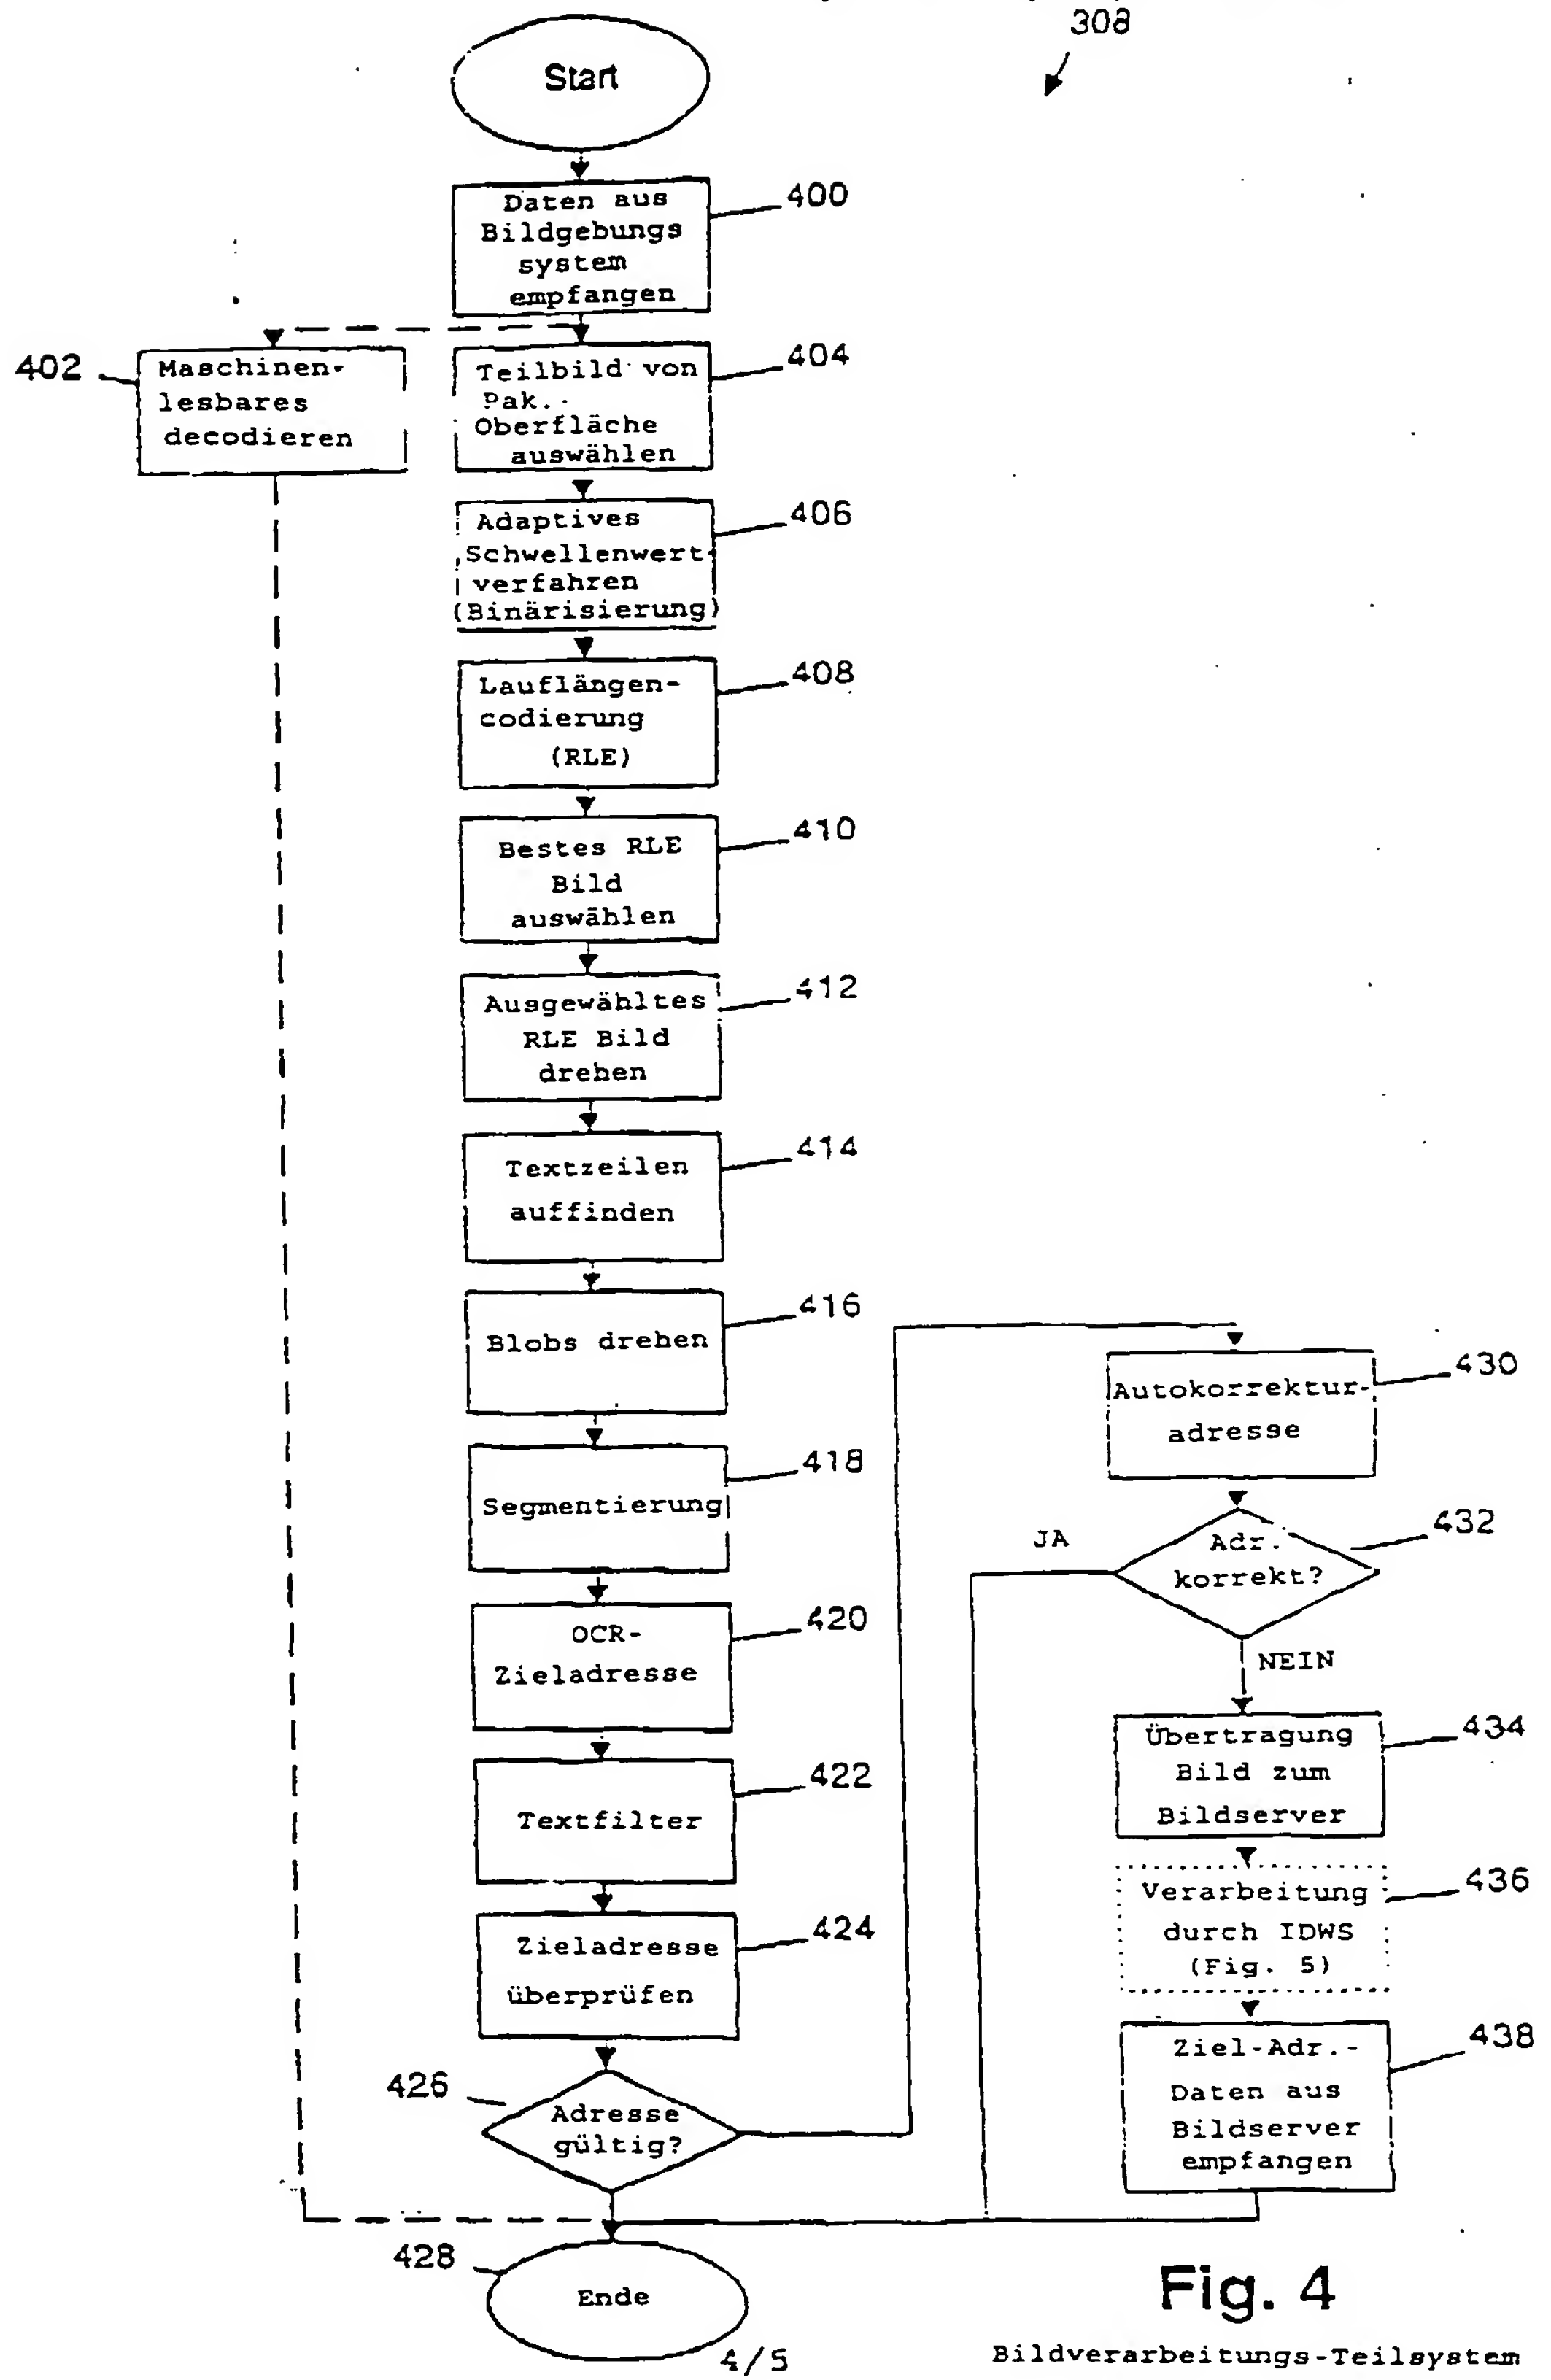 308
Start
400
Daten aus
Bildgebungs
system
empfangen
402
Maschinen-
lesbares
decodieren
404
Teilbild von
Pak..
Oberfläche
auswählen
406
Adaptives
Schwellenwert-
verfahren
(Binärisierung)
408
Lauflängen-
codierung
(RLE)
410
Bestes RLE
Bild
auswählen
412
Ausgewähltes
RLE Bild
drehen
414
Textzeilen
auffinden
416
Blobs drehen
418
Segmentierung
420
OCR-
Zieladresse
422
Textfilter
424
Zieladresse
überprüfen
426
Adresse
gültig?
428
Ende
430
Autokorrektur-
adresse
432
Adr.
korrekt?
JA
NEIN
434
Übertragung
Bild zum
Bildserver
436
Verarbeitung
durch IDWS
(Fig. 5)
438
Ziel-Adr.-
Daten aus
Bildserver
empfangen
Fig. 4
Bildverarbeitungs-Teilsystem
4/5